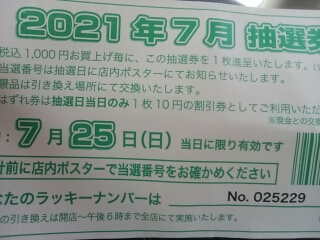 2021年7月 抽選券
税込1,000円お買上げ毎に、この抽選券を1枚進呈いたします。
当選番号は抽選日に店内ポスターにてお知らせいたします。
景品は引き換え場所にて交換いたします。
はずれ券は抽選日当日のみ1枚10円の割引券としてご利用いただ
※現金との交換
7月25日(日) 当日に限り有効です
計前に店内ポスターで当選番号をお確かめください
なたのラッキーナンバーは No. 025229
の引き換えは開店〜午後6時まで全店にて実施いたします。